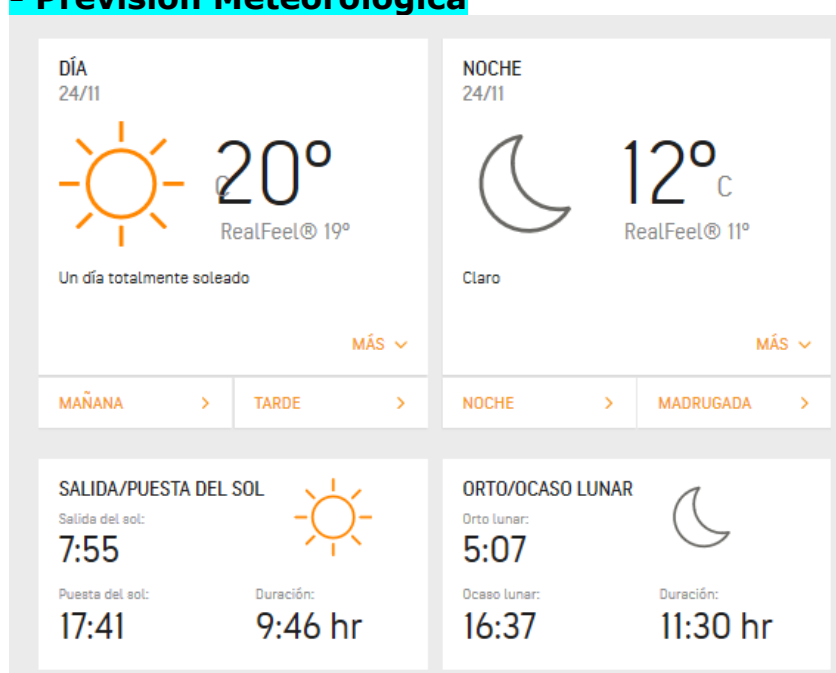 - Previsión Meteorológica
DÍA
24/11
20°
C
RealFeel® 19°
Un día totalmente soleado
MÁS
MAÑANA
TARDE
NOCHE
24/11
12°C
RealFeel® 11°
Claro
MÁS
NOCHE
MADRUGADA
SALIDA/PUESTA DEL SOL
Salida del sol:
7:55
Puesta del sol:
17:41
Duración:
9:46 hr
ORTO/OCASO LUNAR
Orto lunar:
5:07
Ocaso lunar:
16:37
Duración:
11:30 hr